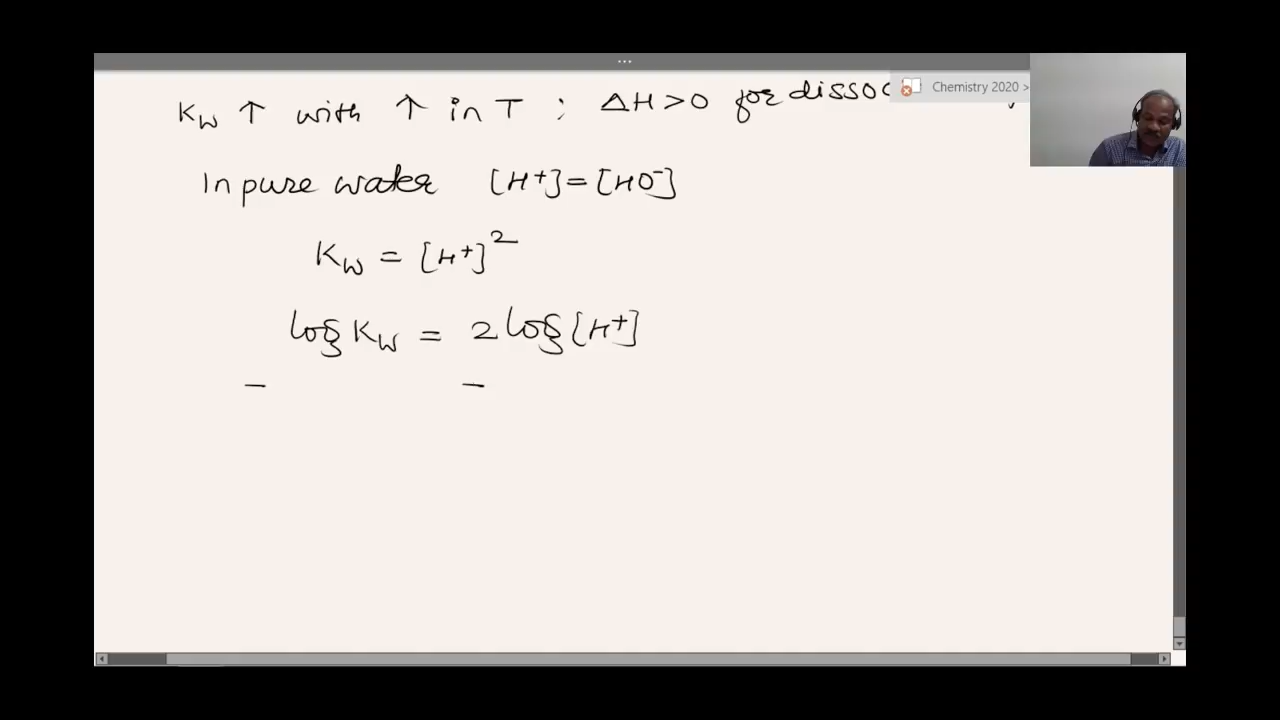 Kw ↑ with ↑ in T ; ΔH > 0 for dissoc
Chemistry 2020 >
In pure water [H+] = [HO-]
Kw = [H+]²
log Kw = 2 log [H+]
− −